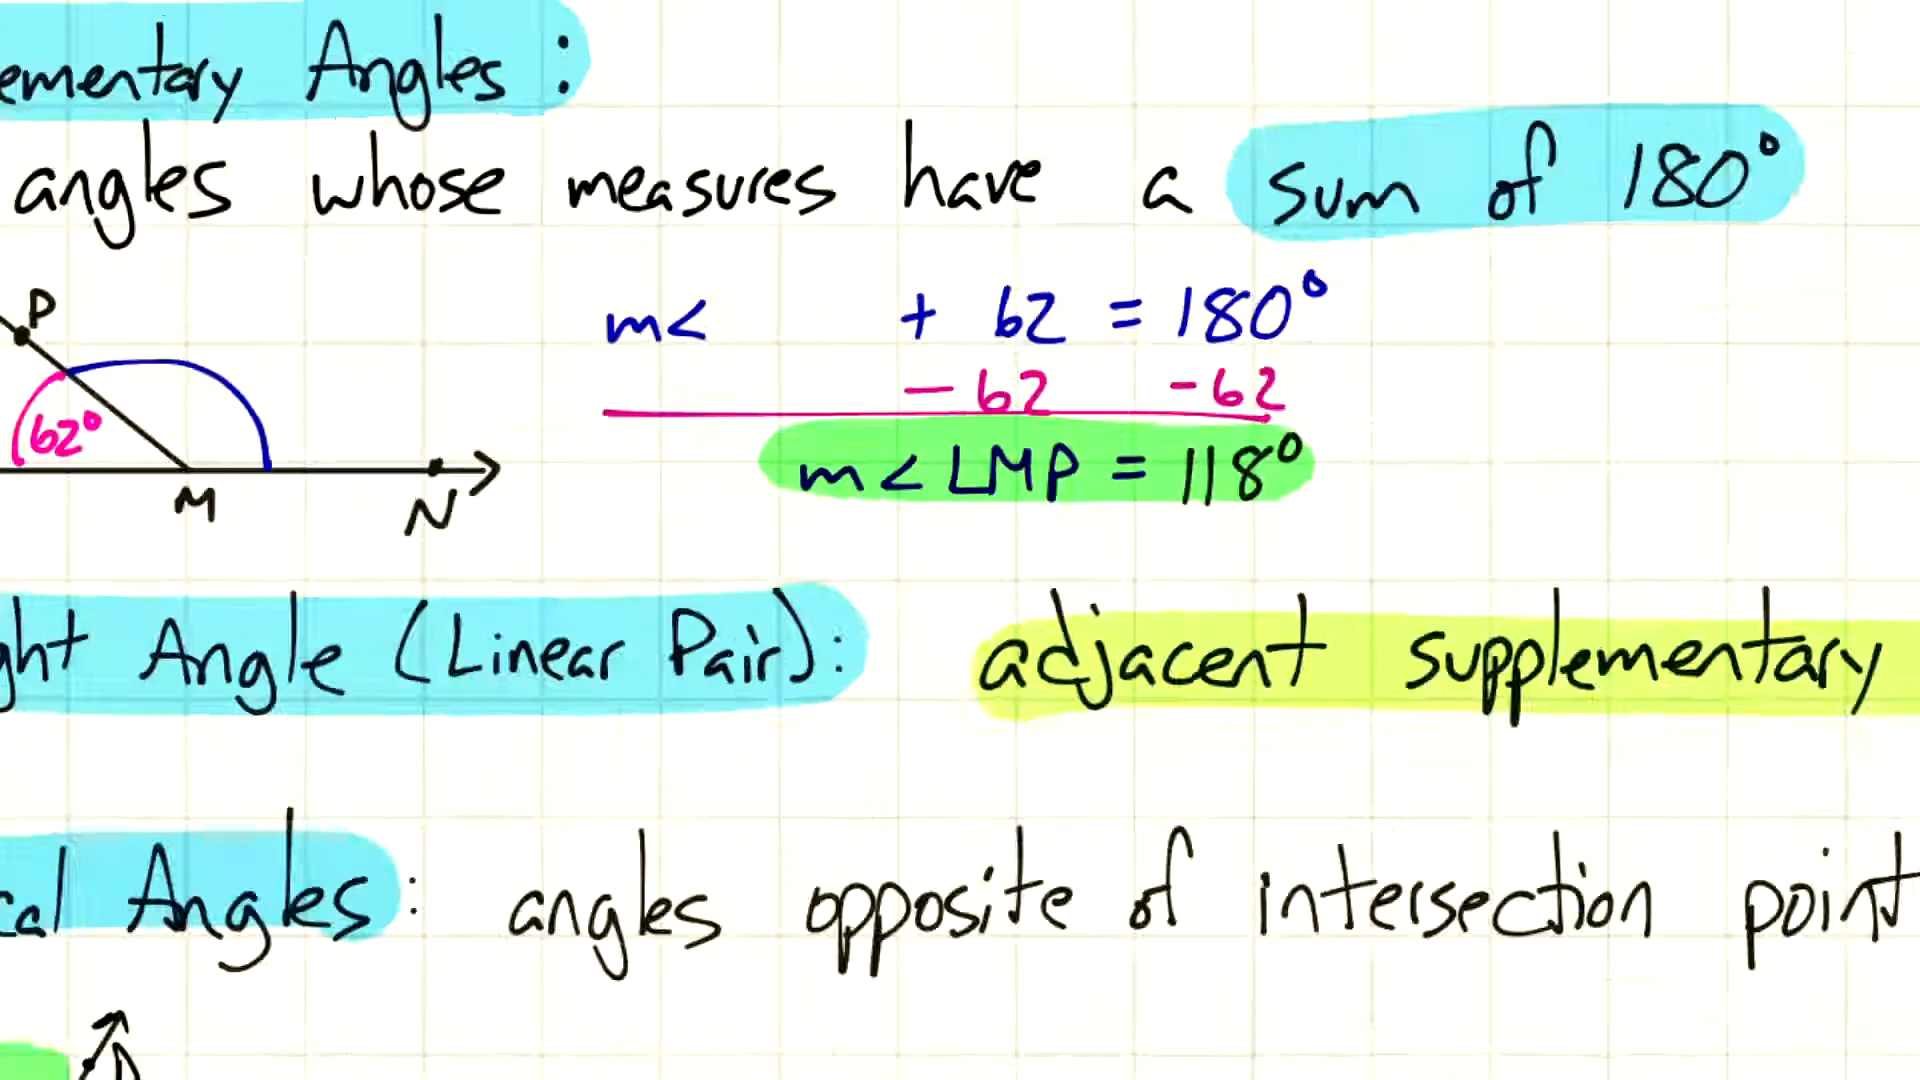 ementary Angles:
angles whose measures have a sum of 180°
P
m< + 62 = 180°
- 62 -62
62°
m< LMP = 118°
M
N
ght Angle (Linear Pair): adjacent supplementary
cal Angles: angles opposite of intersection point